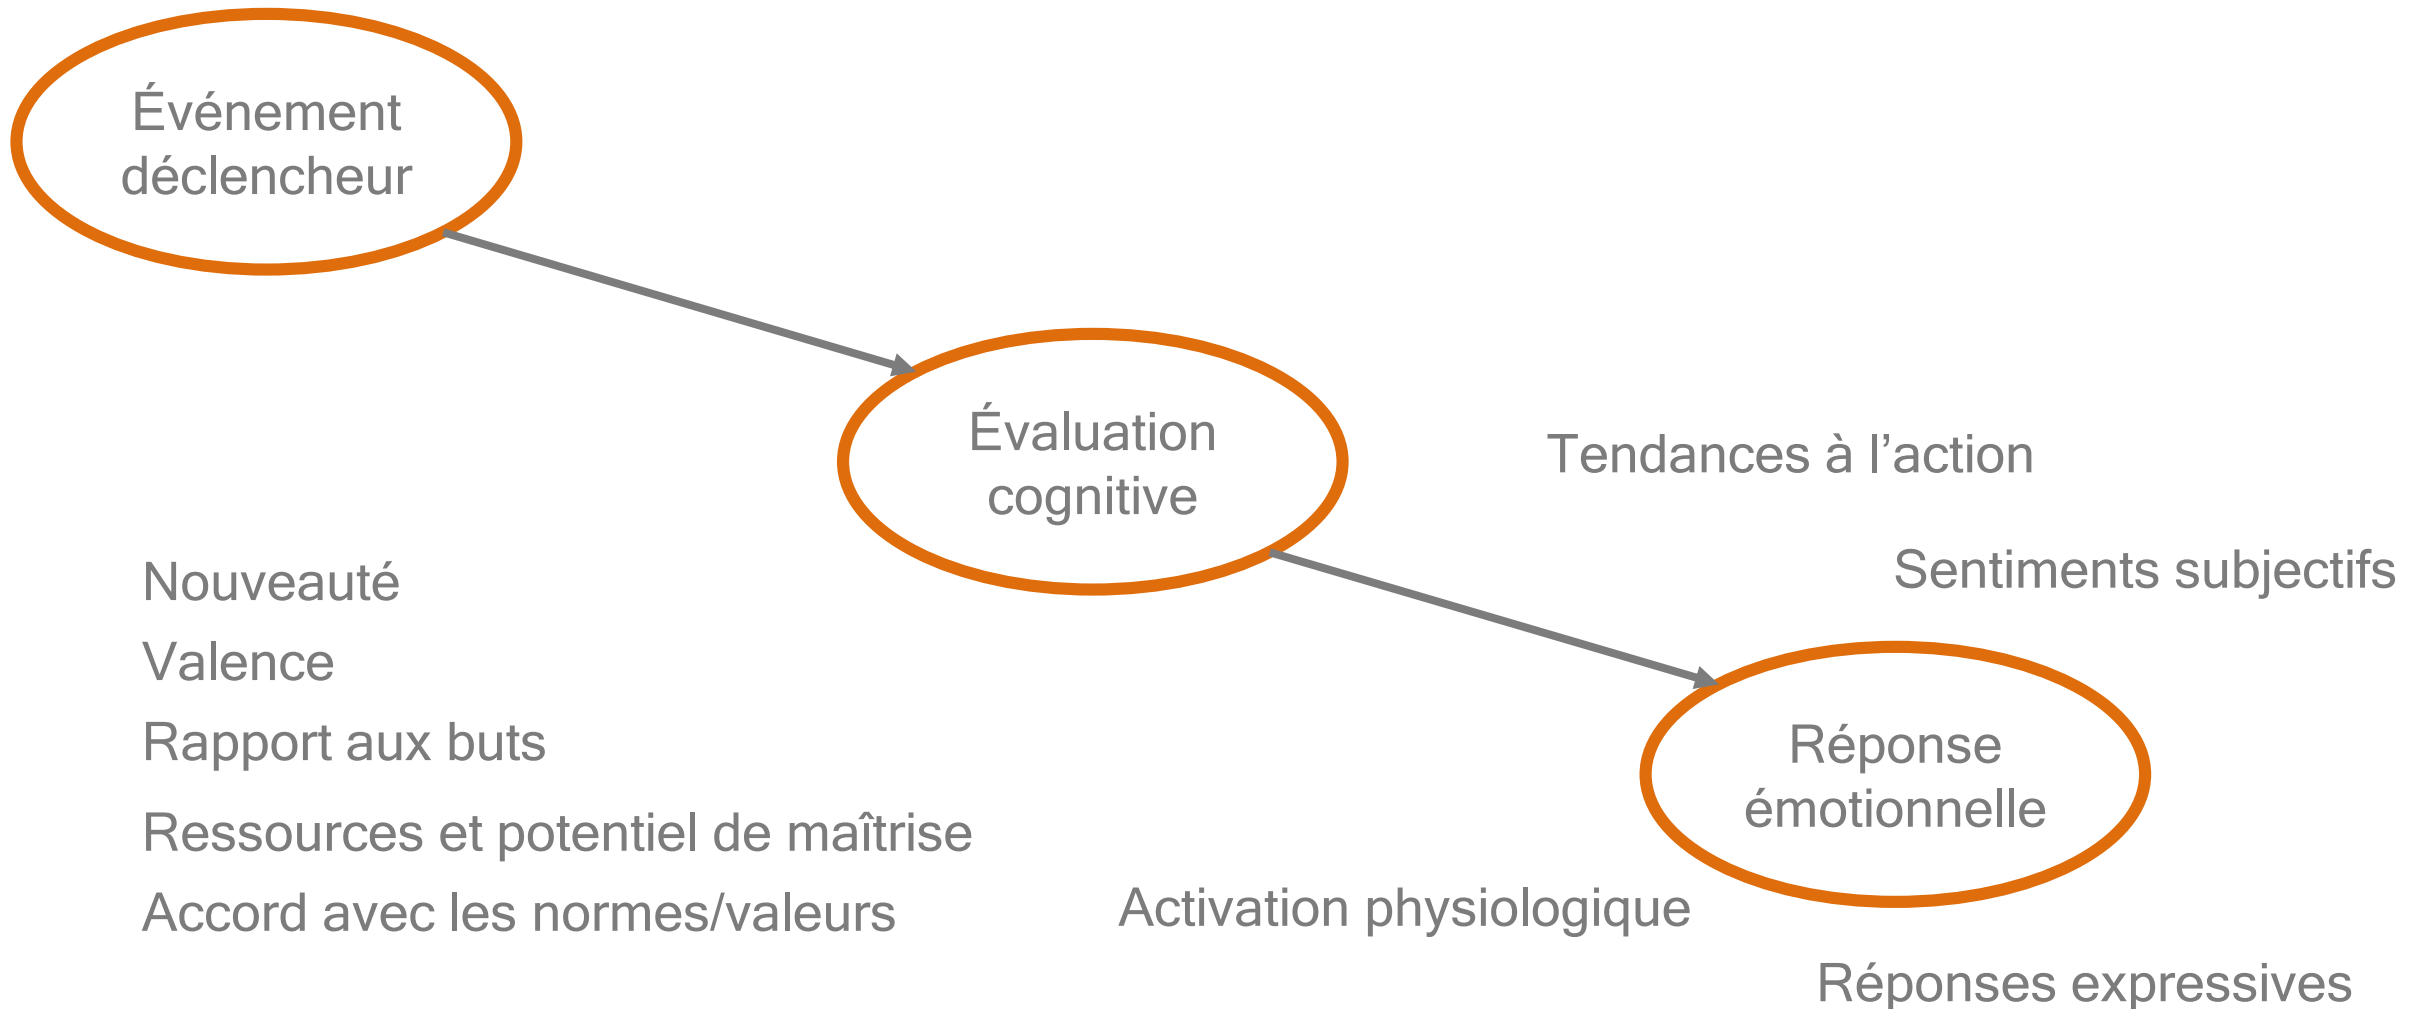 Événement
déclencheur
Évaluation
cognitive
Tendances à l’action
Sentiments subjectifs
Nouveauté
Valence
Rapport aux buts
Ressources et potentiel de maîtrise
Accord avec les normes/valeurs
Réponse
émotionnelle
Activation physiologique
Réponses expressives